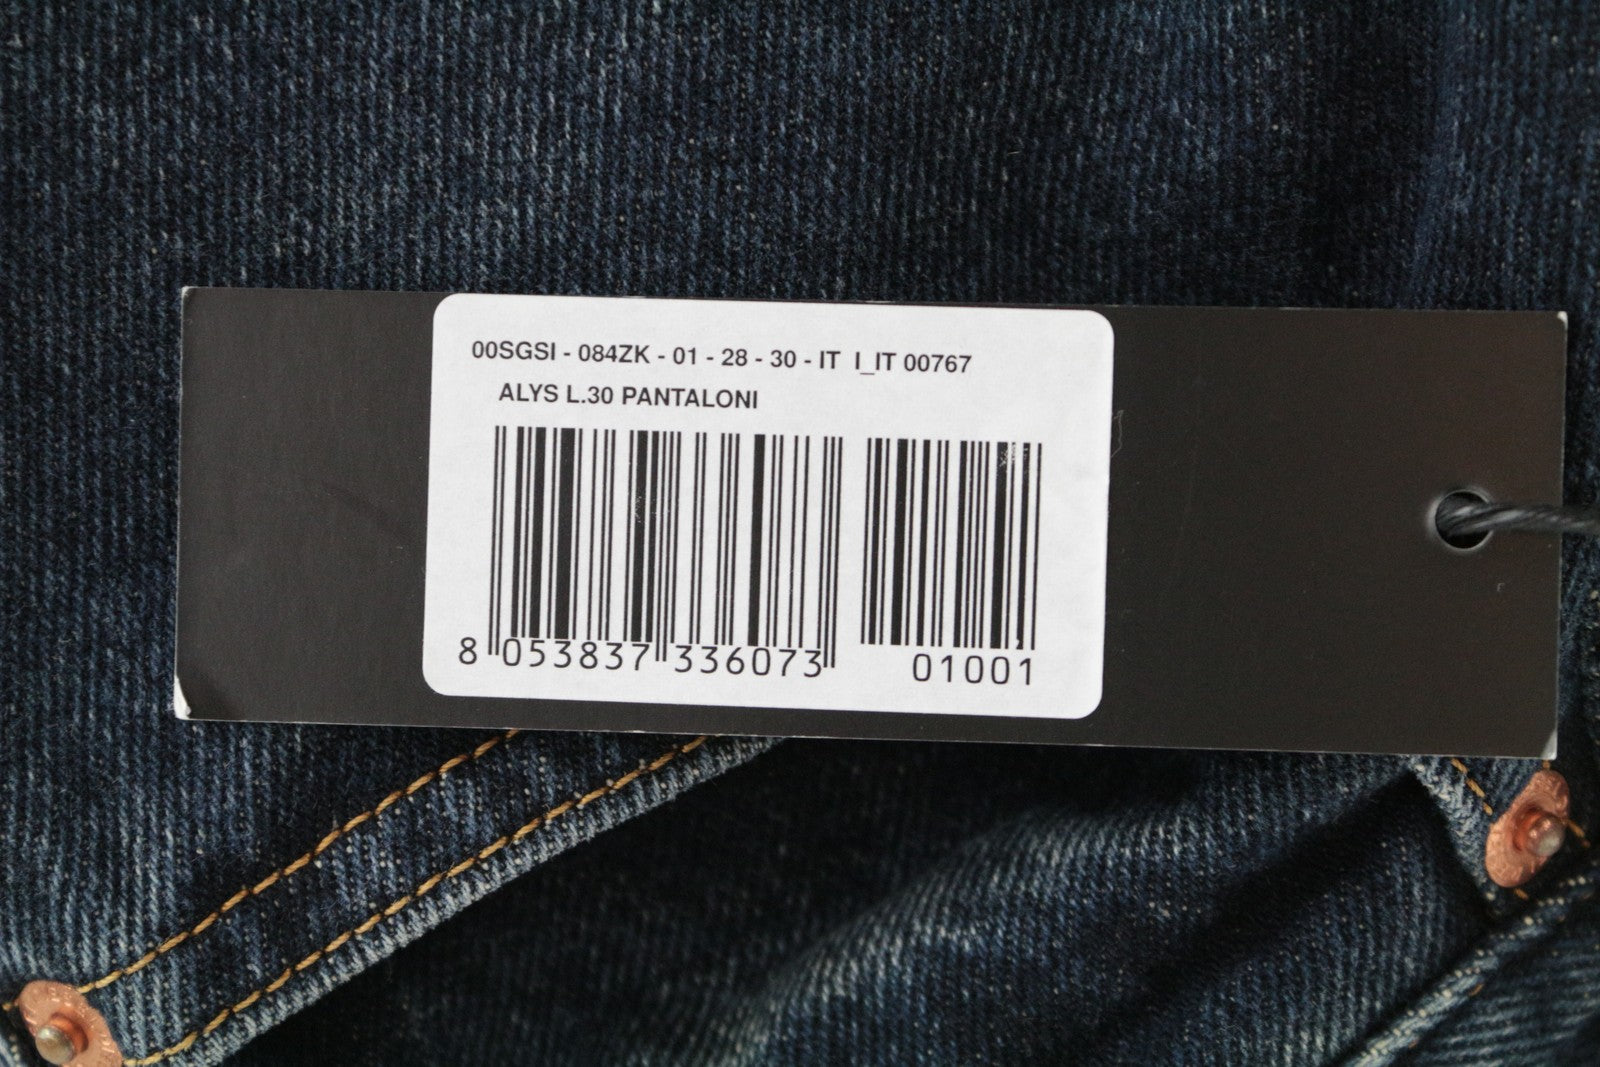 00SGSI - 084ZK - 01 - 28 - 30 - IT I_IT 00767
ALYS L.30 PANTALONI
8 053837 336073 01001